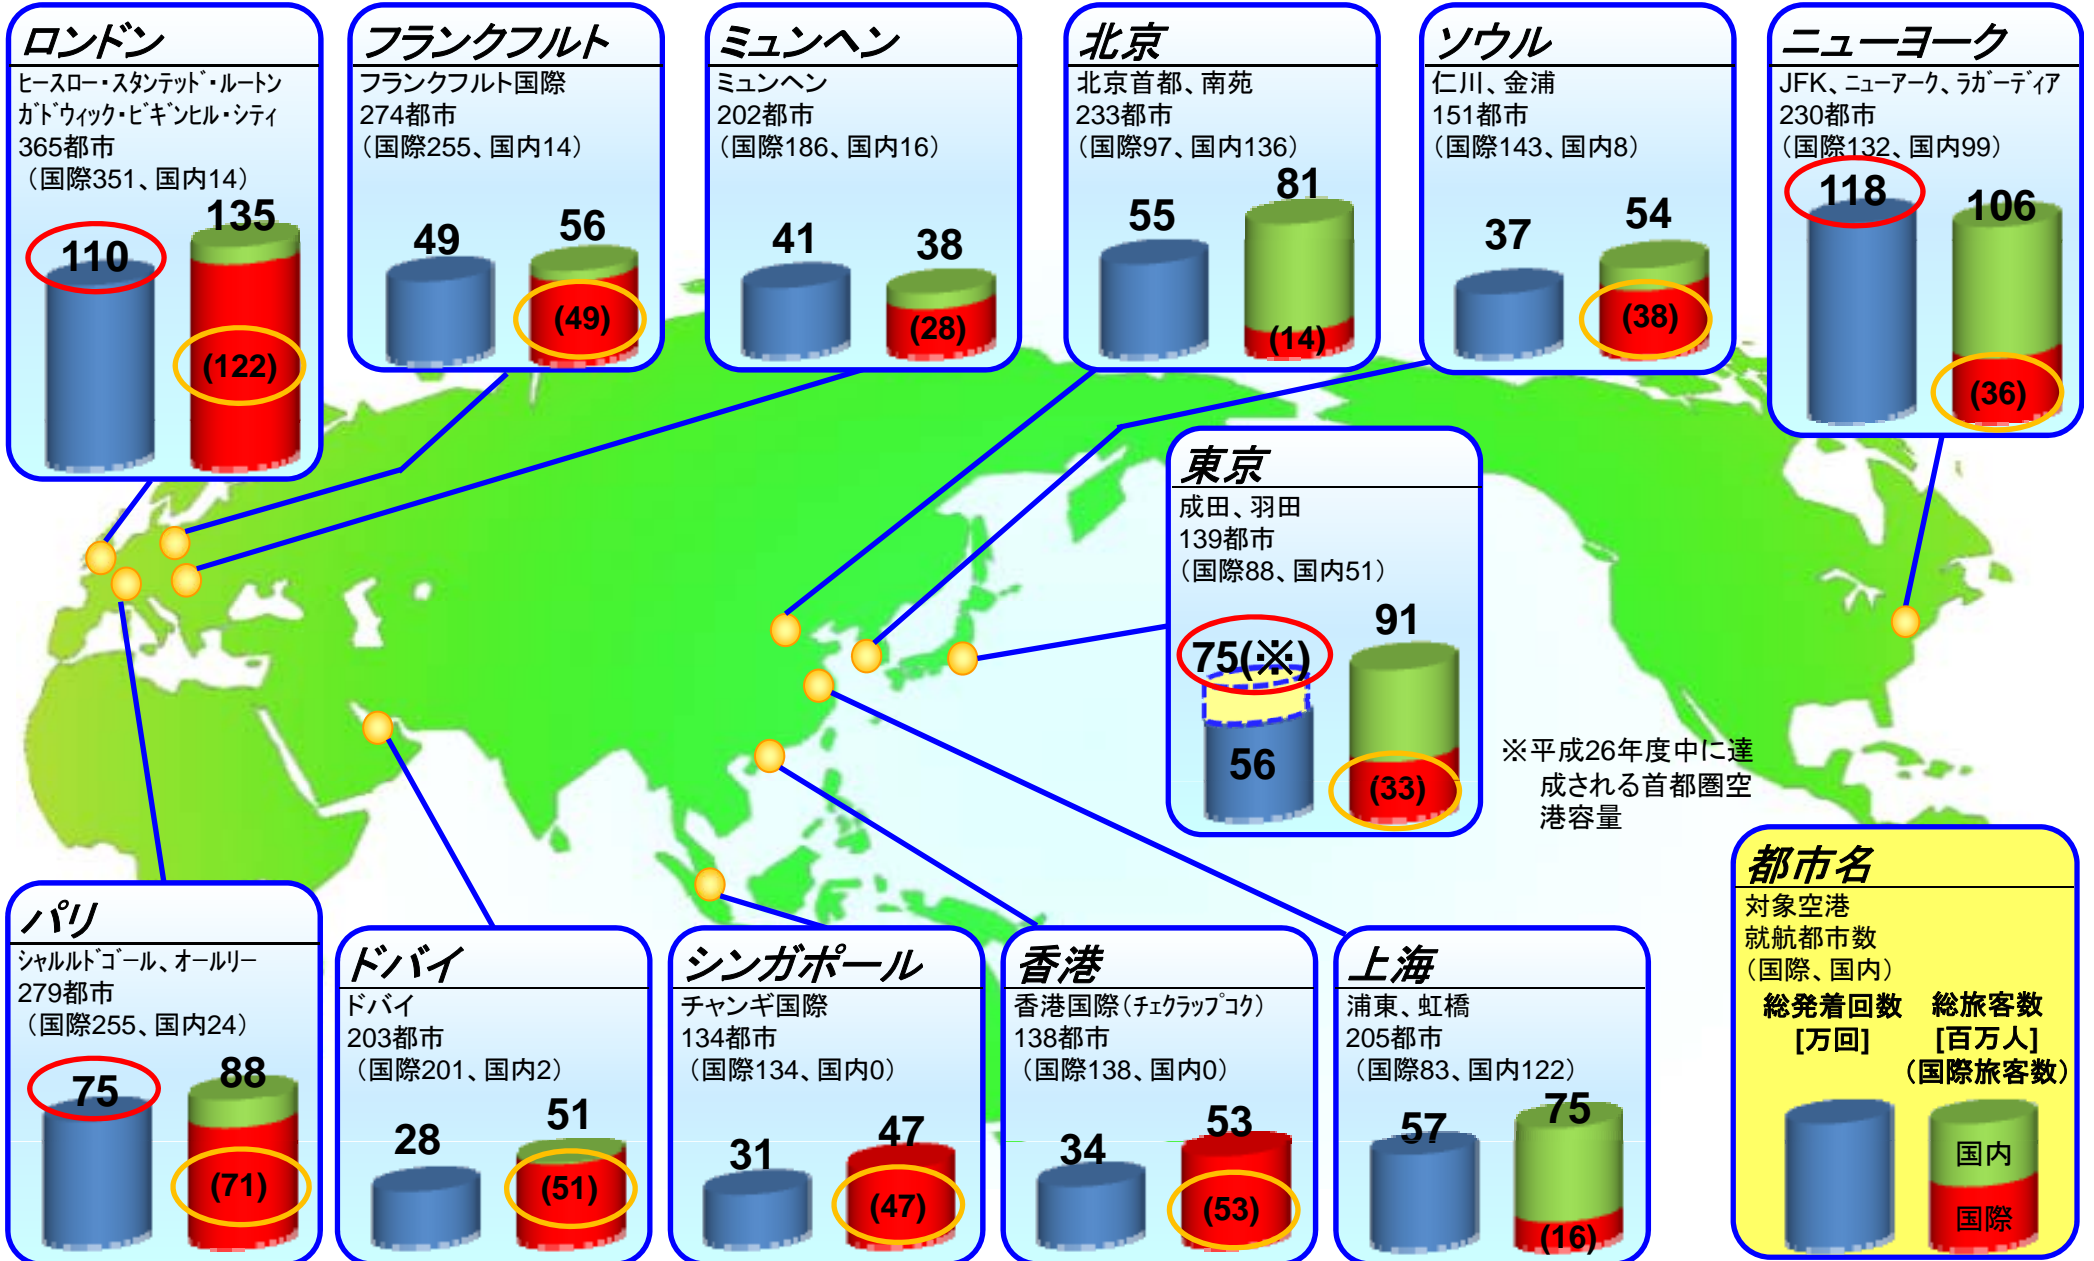 ロンドン
ﾋｰｽﾛｰ・ｽﾀﾝﾃｯﾄﾞ・ﾙｰﾄﾝ
ｶﾞﾄﾞｳｨｯｸ・ﾋﾞｷﾞﾝﾋﾙ・ｼﾃｨ
365都市
（国際351、国内14）
110
135
(122)
フランクフルト
フランクフルト国際
274都市
（国際255、国内14）
49
56
(49)
ミュンヘン
ミュンヘン
202都市
（国際186、国内16）
41
38
(28)
北京
北京首都、南苑
233都市
（国際97、国内136）
55
81
(14)
ソウル
仁川、金浦
151都市
（国際143、国内8）
37
54
(38)
ニューヨーク
JFK、ﾆｭｰｱｰｸ、ﾗｶﾞｰﾃﾞｨｱ
230都市
（国際132、国内99）
118
106
(36)
東京
成田、羽田
139都市
（国際88、国内51）
75(※)
56
91
(33)
※平成26年度中に達
成される首都圏空
港容量
パリ
ｼｬﾙﾙﾄﾞｺﾞｰﾙ、ｵｰﾙﾘｰ
279都市
（国際255、国内24）
75
88
(71)
ドバイ
ドバイ
203都市
（国際201、国内2）
28
51
(51)
シンガポール
チャンギ国際
134都市
（国際134、国内0）
31
47
(47)
香港
香港国際（ﾁｪｸﾗｯﾌﾟｺｸ）
138都市
（国際138、国内0）
34
53
(53)
上海
浦東、虹橋
205都市
（国際83、国内122）
57
75
(16)
都市名
対象空港
就航都市数
（国際、国内）
総発着回数 総旅客数
[万回] [百万人]
（国際旅客数）
国内
国際